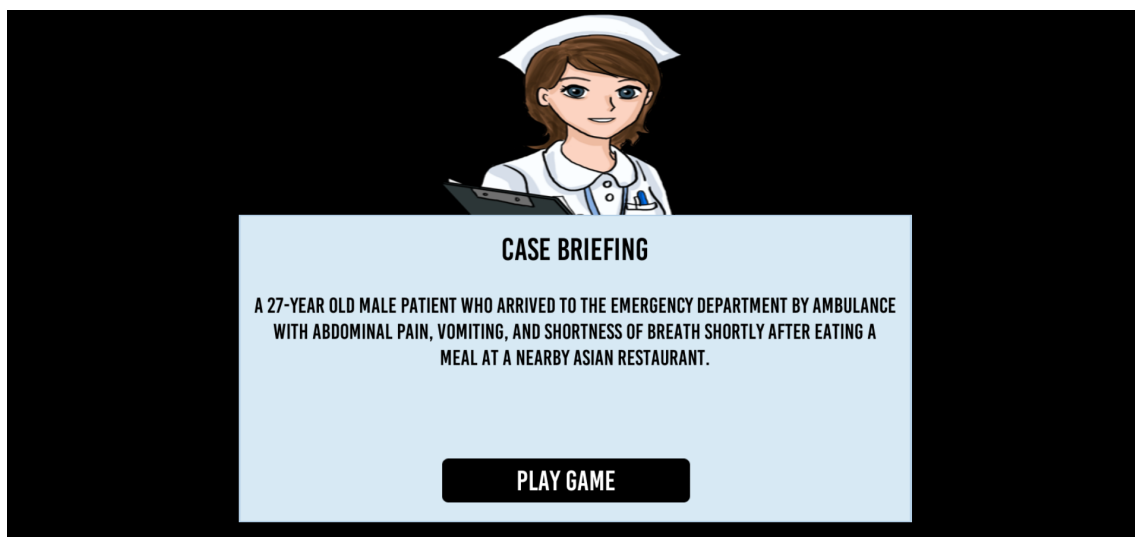 CASE BRIEFING
A 27-YEAR OLD MALE PATIENT WHO ARRIVED TO THE EMERGENCY DEPARTMENT BY AMBULANCE
WITH ABDOMINAL PAIN, VOMITING, AND SHORTNESS OF BREATH SHORTLY AFTER EATING A
MEAL AT A NEARBY ASIAN RESTAURANT.
PLAY GAME